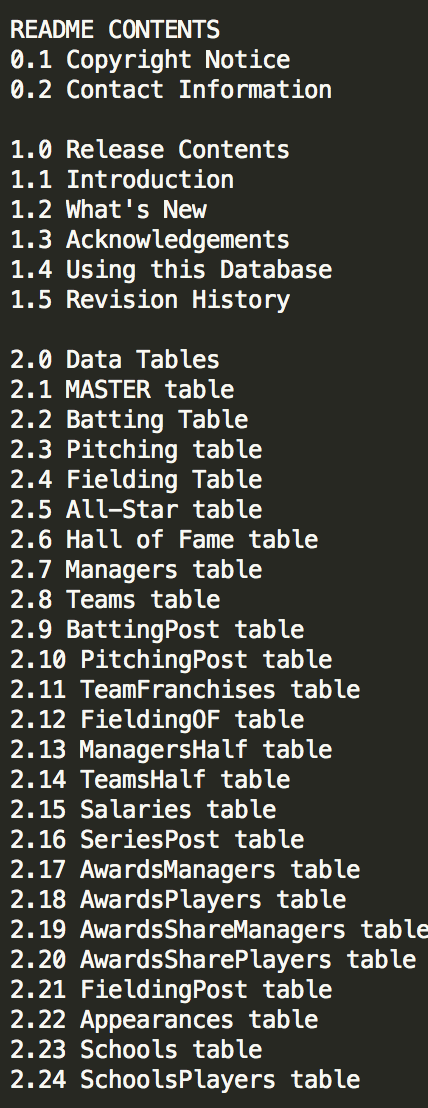 README CONTENTS
0.1 Copyright Notice
0.2 Contact Information
1.0 Release Contents
1.1 Introduction
1.2 What's New
1.3 Acknowledgements
1.4 Using this Database
1.5 Revision History
2.0 Data Tables
2.1 MASTER table
2.2 Batting Table
2.3 Pitching table
2.4 Fielding Table
2.5 All-Star table
2.6 Hall of Fame table
2.7 Managers table
2.8 Teams table
2.9 BattingPost table
2.10 PitchingPost table
2.11 TeamFranchises table
2.12 FieldingOF table
2.13 ManagersHalf table
2.14 TeamsHalf table
2.15 Salaries table
2.16 SeriesPost table
2.17 AwardsManagers table
2.18 AwardsPlayers table
2.19 AwardsShareManagers table
2.20 AwardsSharePlayers table
2.21 FieldingPost table
2.22 Appearances table
2.23 Schools table
2.24 SchoolsPlayers table